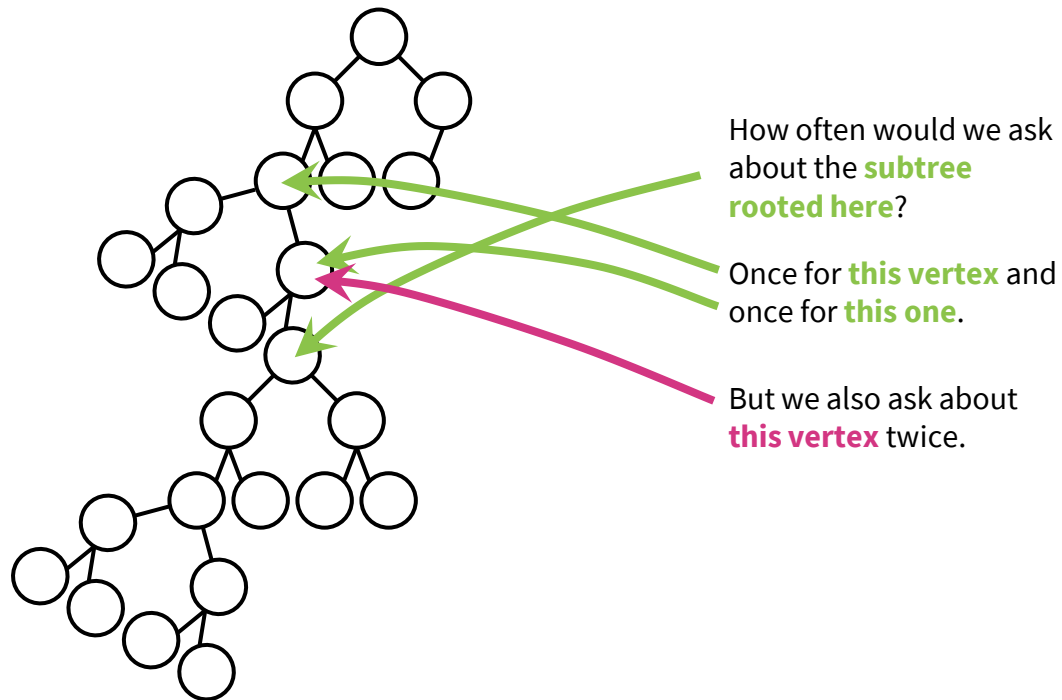 How often would we ask
about the subtree
rooted here?
Once for this vertex and
once for this one.
But we also ask about
this vertex twice.